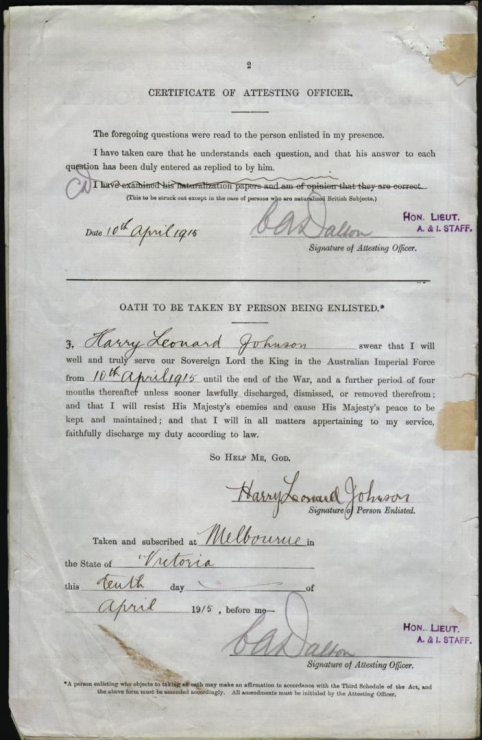 2
CERTIFICATE OF ATTESTING OFFICER.
The foregoing questions were read to the person enlisted in my presence.
I have taken care that he understands each question, and that his answer to each
question has been duly entered as replied to by him.
I have examined his naturalization papers and am of opinion that they are correct.
(This to be struck out except in the case of persons who are naturalized British Subjects.)
Date 10th April 1915
C A Dalton
HON. LIEUT.
A. & I. STAFF.
Signature of Attesting Officer.
OATH TO BE TAKEN BY PERSON BEING ENLISTED.*
I, Harry Leonard Johnson swear that I will
well and truly serve our Sovereign Lord the King in the Australian Imperial Force
from 10th April 1915 until the end of the War, and a further period of four
months thereafter unless sooner lawfully discharged, dismissed, or removed therefrom;
and that I will resist His Majesty's enemies and cause His Majesty's peace to be
kept and maintained; and that I will in all matters appertaining to my service,
faithfully discharge my duty according to law.
SO HELP ME, GOD.
Harry Leonard Johnson
Signature of Person Enlisted.
Taken and subscribed at Melbourne in
the State of Victoria
this tenth day of
April 1915, before me—
C A Dalton
HON. LIEUT.
A. & I. STAFF.
Signature of Attesting Officer.
*A person enlisting who objects to taking an oath may make an affirmation in accordance with the Third Schedule of the Act, and
the above form must be amended accordingly. All amendments must be initialed by the Attesting Officer.